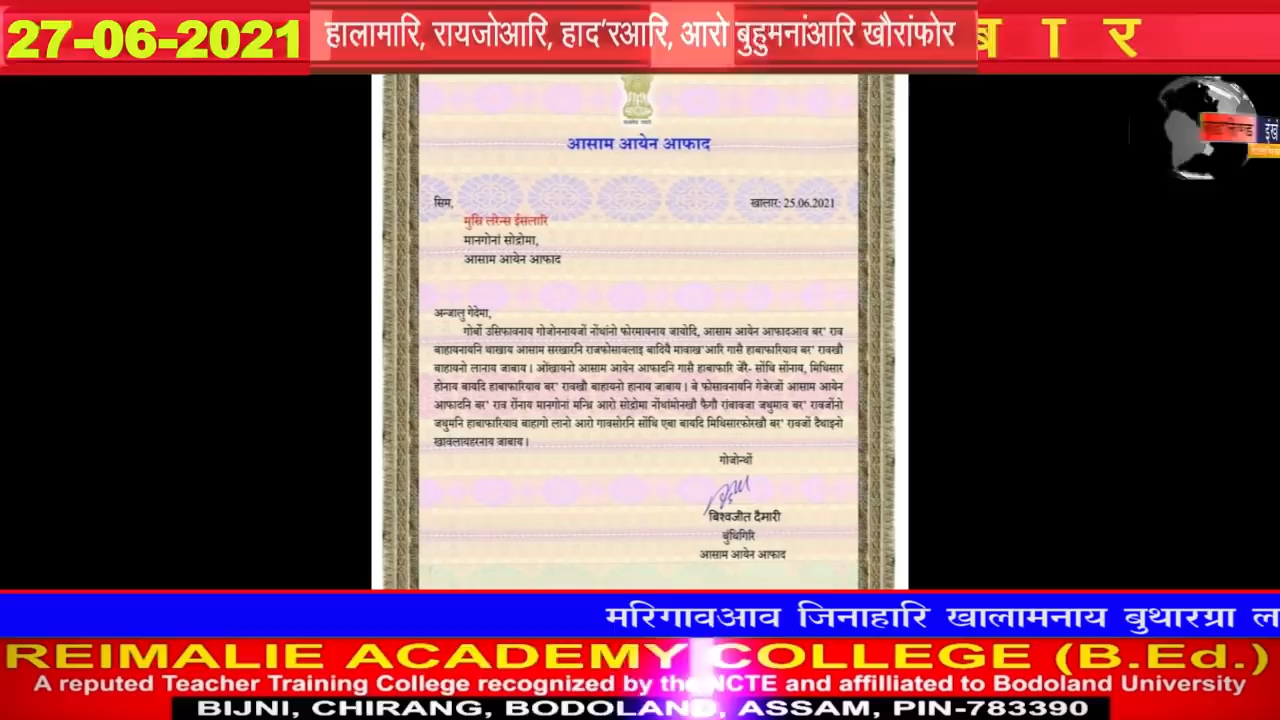 27-06-2021
हालामारि, रायजोआरि, हाद'रआरि, आरो बुहुमनांआरि खौरांफोर
बार
इंखं
आसाम आयेन आफाद
सिम,
खालार: 25.06.2021
मुस्रि लरेन्स ईसलारि
मानगोनां सोद्रोमा,
आसाम आयेन आफाद
अन्जालु गेदेमा,
गोर्बो उसिफावनाय गोजोननायजों नोंथांनो फोरमायनाय जायोदि, आसाम आयेन आफादआव बर' राव
बाहायनायनि थाखाय आसाम सरखारनि राजफोसावलाइ बादियै मावाख'आरि गासै हाबाफारियाव बर' रावखौ
बाहायनो लानाय जाबाय। ओंखायनो आसाम आयेन आफादनि गासै हाबाफारि जेरै- सोंथि सोंनाय, मिथिसार
होनाय बायदि हाबाफारियाव बर' रावखौ बाहायनो हानाय जाबाय। बे फोसावनायनि गेजेरजों आसाम आयेन
आफादनि बर' राव रोंनाय मानगोना मन्थ्रि आरो सोद्रोमा नोंथांमोनखौ फैगौ रांबावजा जथुमाव बर' रावजोंनो
जथुमनि हाबाफारियाव बाहागो लानो आरो गावसोरनि सोंथि एबा बायदि मिथिसारफोरखौ बर' रावजों दैथाइनो
खावलायहरनाय जाबाय।
गोजोन्थों
बिश्वजीत दैमारी
बुंथिगिरि
आसाम आयेन आफाद
मरिगावआव जिनाहारि खालामनाय बुथारग्रा ल
REIMALIE ACADEMY COLLEGE (B.Ed.)
A reputed Teacher Training College recognized by the NCTE and affilliated to Bodoland University
BIJNI, CHIRANG, BODOLAND, ASSAM, PIN-783390